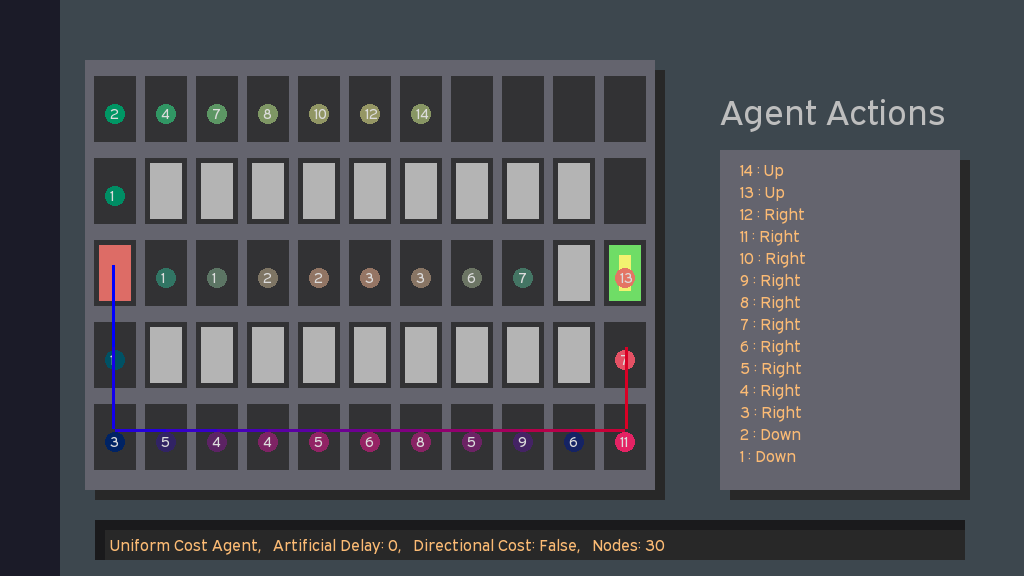 Agent Actions
2 4 7 8 10 12 14
14 : Up
13 : Up
1
12 : Right
11 : Right
10 : Right
1 1 2 2 3 3 6 7 13
9 : Right
8 : Right
7 : Right
6 : Right
1 7
5 : Right
4 : Right
3 : Right
2 : Down
3 5 4 4 5 6 8 5 9 6 11
1 : Down
Uniform Cost Agent, Artificial Delay: 0, Directional Cost: False, Nodes: 30